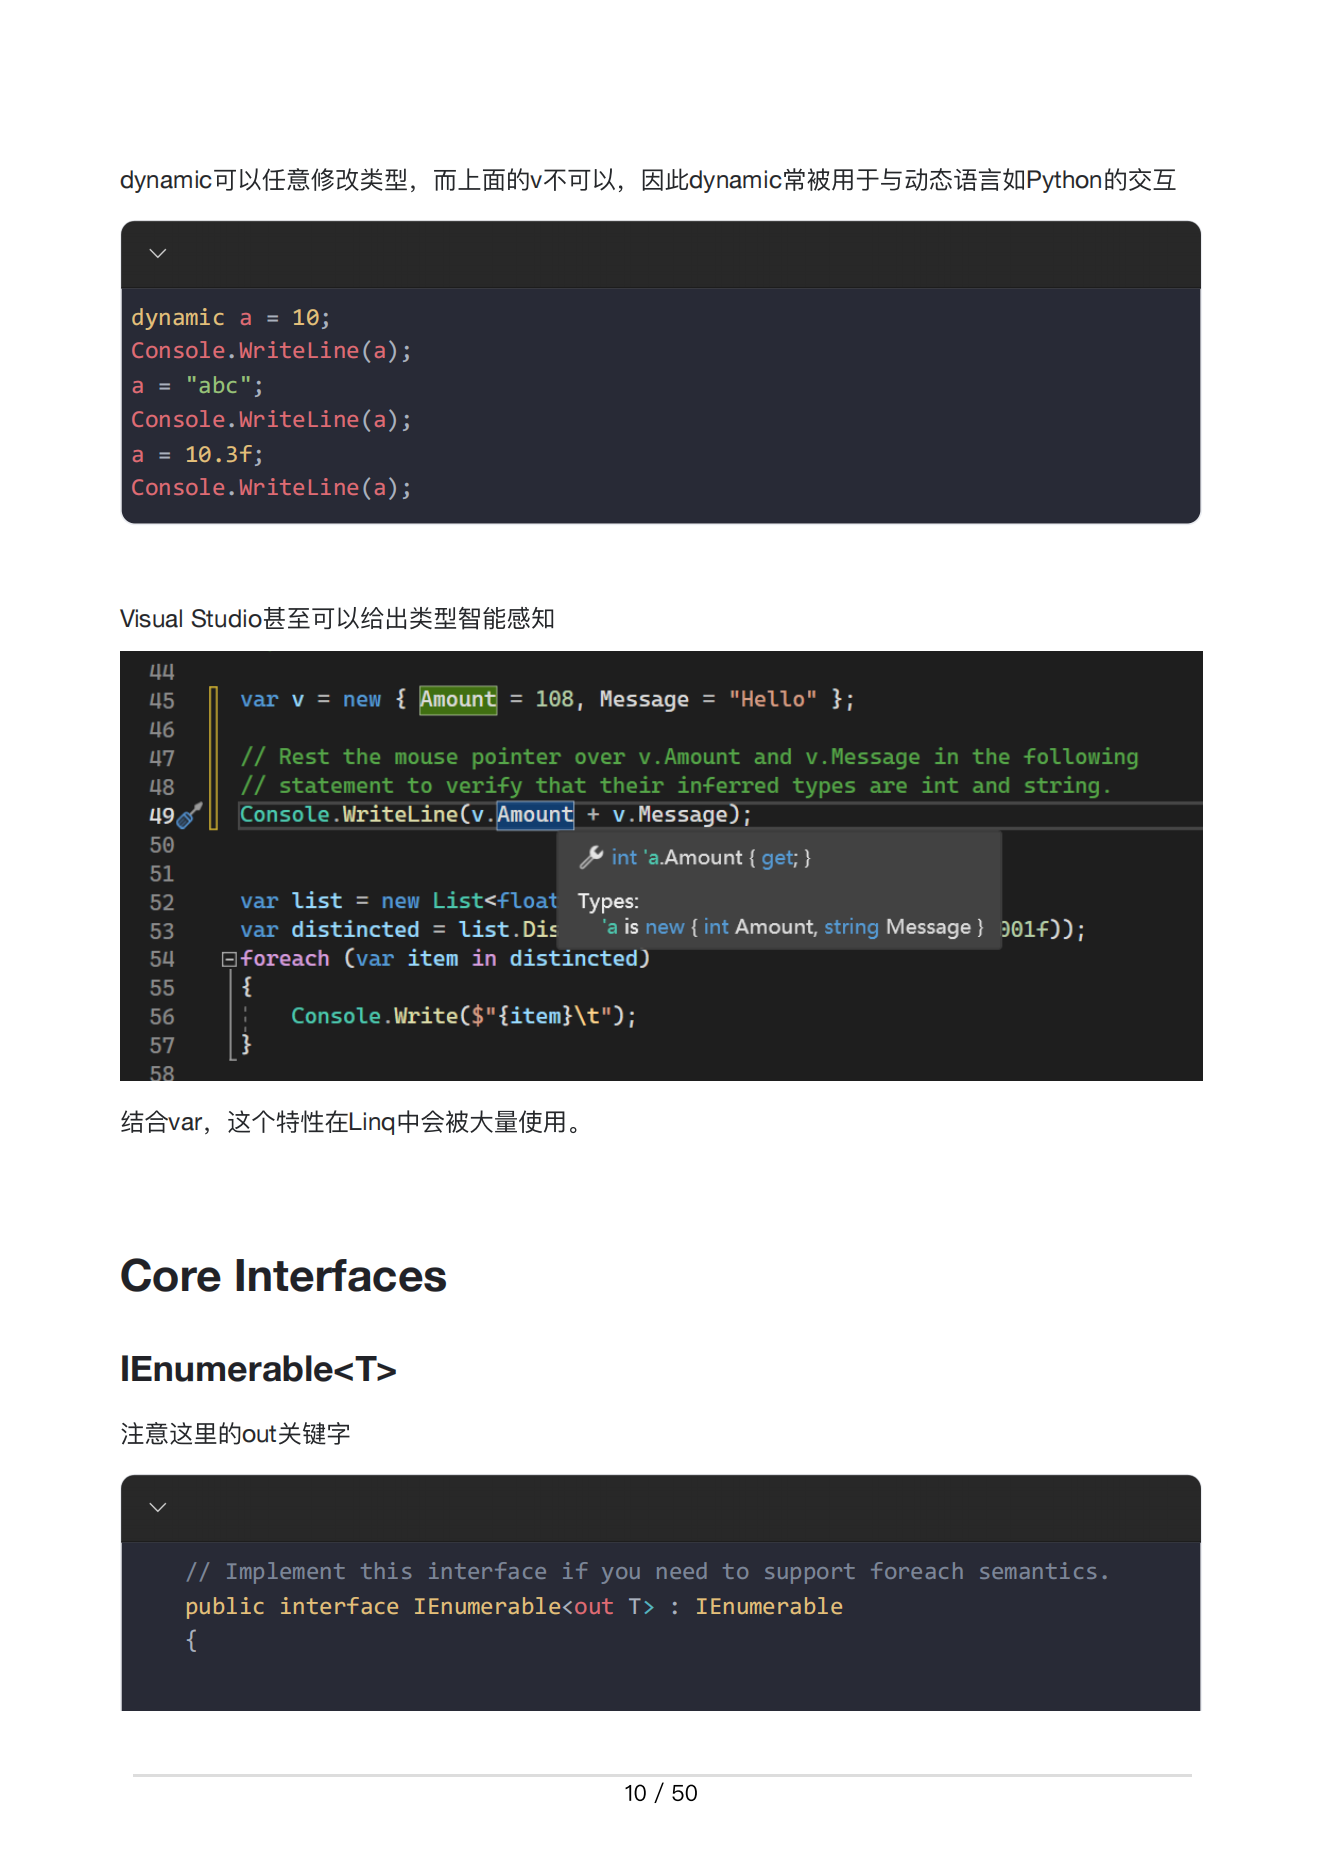 dynamic可以任意修改类型，而上面的v不可以，因此dynamic常被用于与动态语言如Python的交互
dynamic a = 10;
Console.WriteLine(a);
a = "abc";
Console.WriteLine(a);
a = 10.3f;
Console.WriteLine(a);
Visual Studio甚至可以给出类型智能感知
44
45 var v = new { Amount = 108, Message = "Hello" };
46
47 // Rest the mouse pointer over v.Amount and v.Message in the following
48 // statement to verify that their inferred types are int and string.
49 Console.WriteLine(v.Amount + v.Message);
50 int 'a.Amount { get; }
51
52 var list = new List<float Types:
53 var distincted = list.Dis 'a is new { int Amount, string Message } 001f));
54 foreach (var item in distincted)
55 {
56 Console.Write($"{item}\t");
57 }
58
结合var，这个特性在Linq中会被大量使用。
Core Interfaces
IEnumerable<T>
注意这里的out关键字
// Implement this interface if you need to support foreach semantics.
public interface IEnumerable<out T> : IEnumerable
{
10 / 50